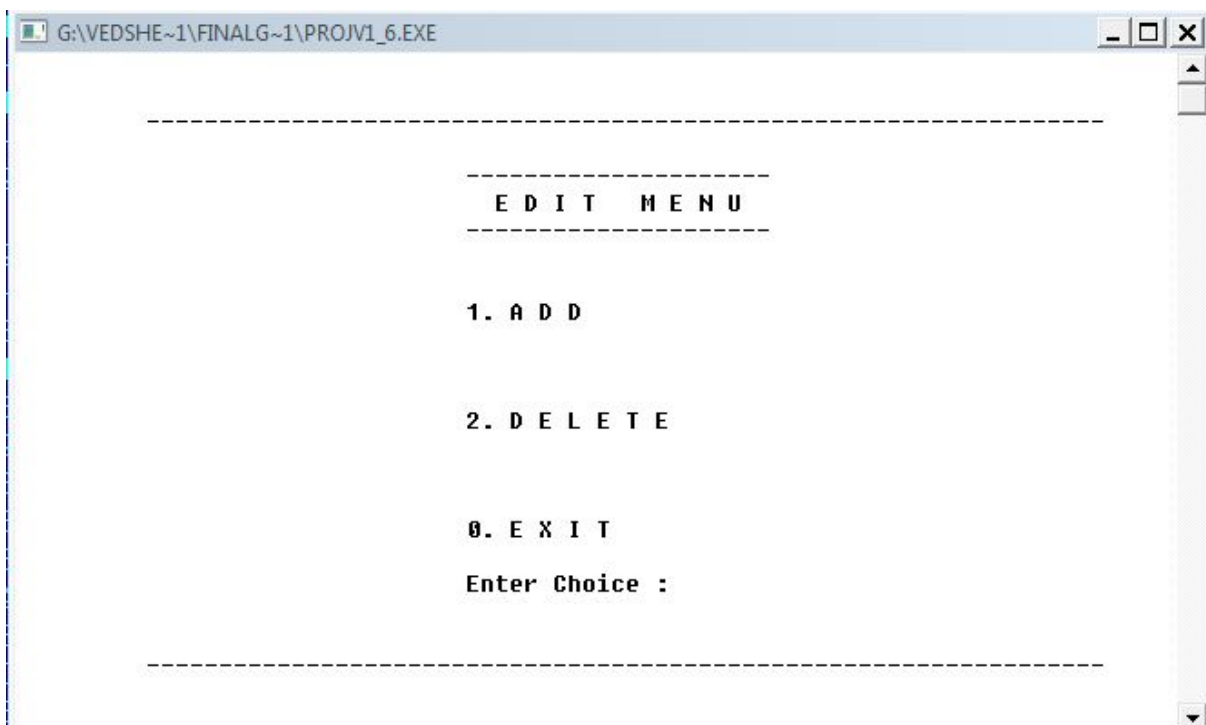 G:\VEDSHE~1\FINALG~1\PROJV1_6.EXE
------------------------------------------------------------------
---------------------
E D I T   M E N U
---------------------
1. A D D
2. D E L E T E
0. E X I T
Enter Choice :
------------------------------------------------------------------